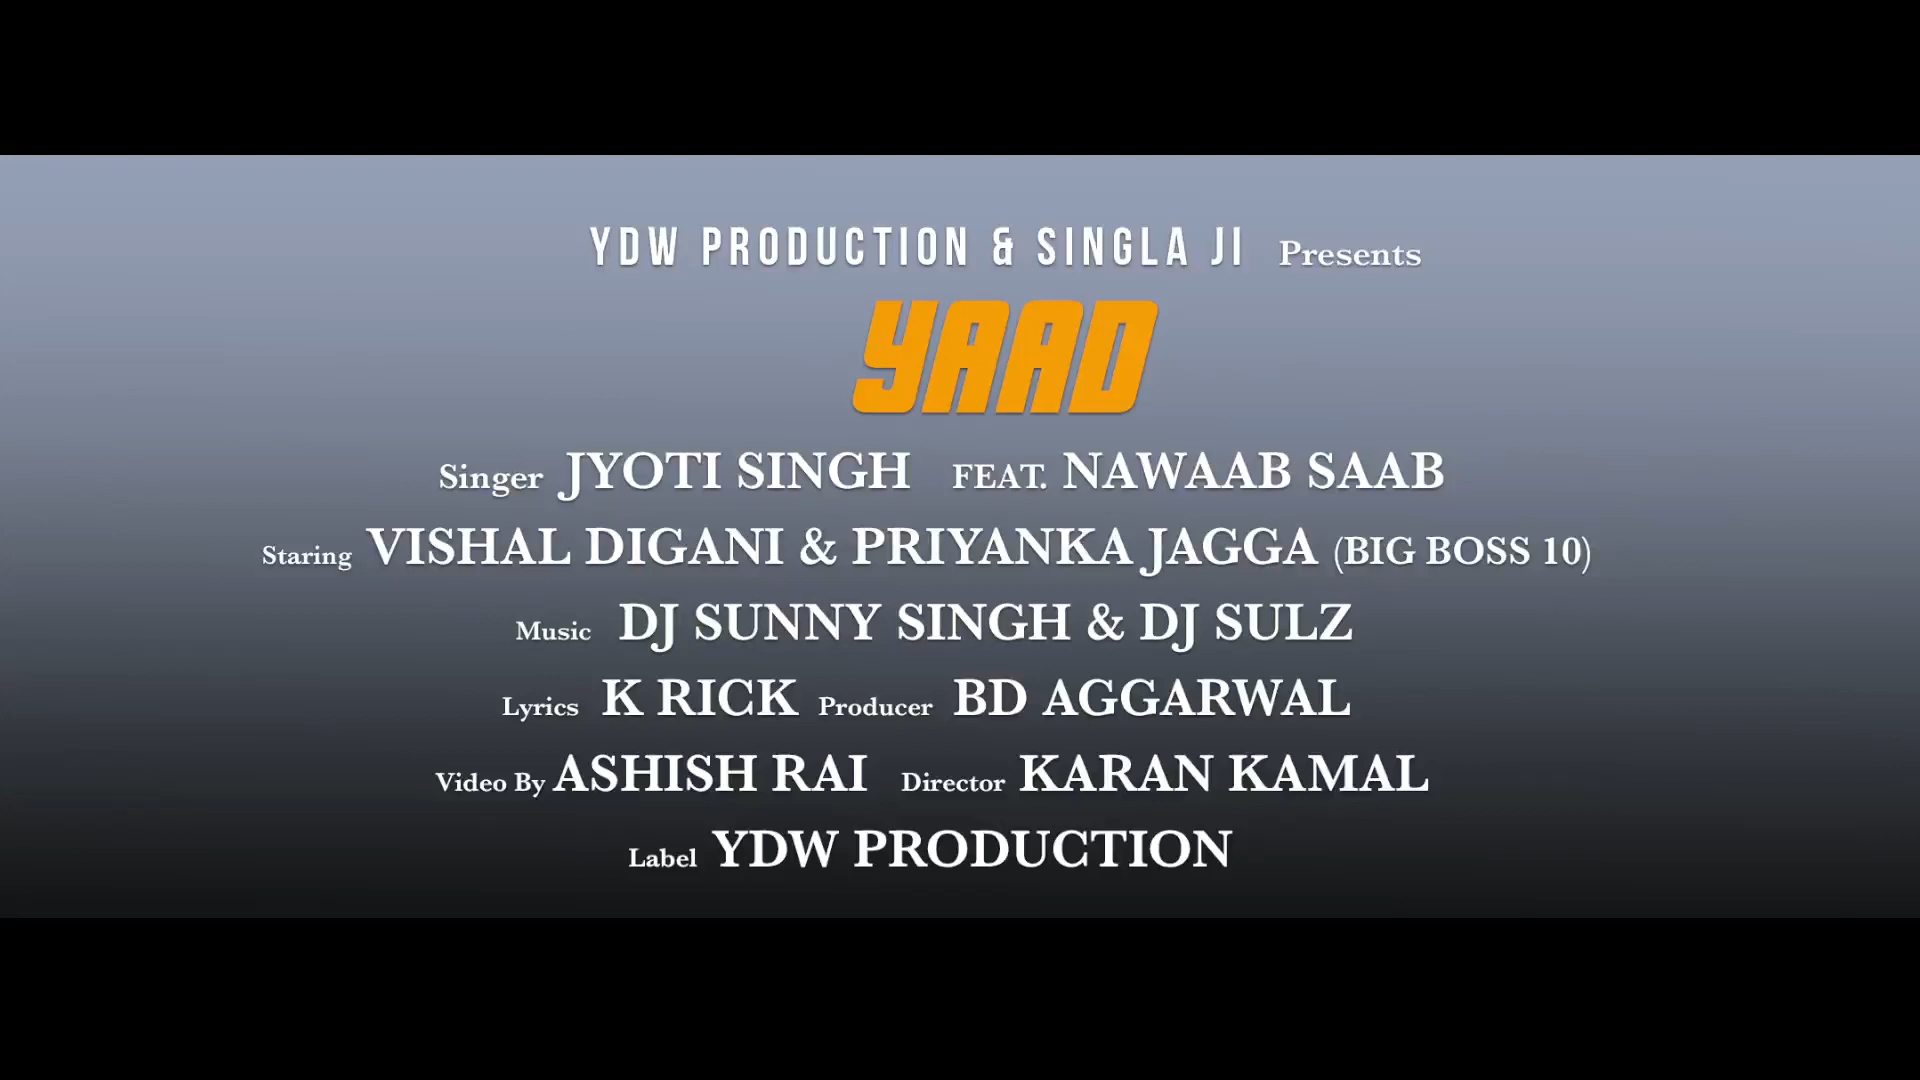 YDW PRODUCTION & SINGLA JI Presents
YAAD
Singer JYOTI SINGH FEAT. NAWAAB SAAB
Staring VISHAL DIGANI & PRIYANKA JAGGA (BIG BOSS 10)
Music DJ SUNNY SINGH & DJ SULZ
Lyrics K RICK Producer BD AGGARWAL
Video By ASHISH RAI Director KARAN KAMAL
Label YDW PRODUCTION